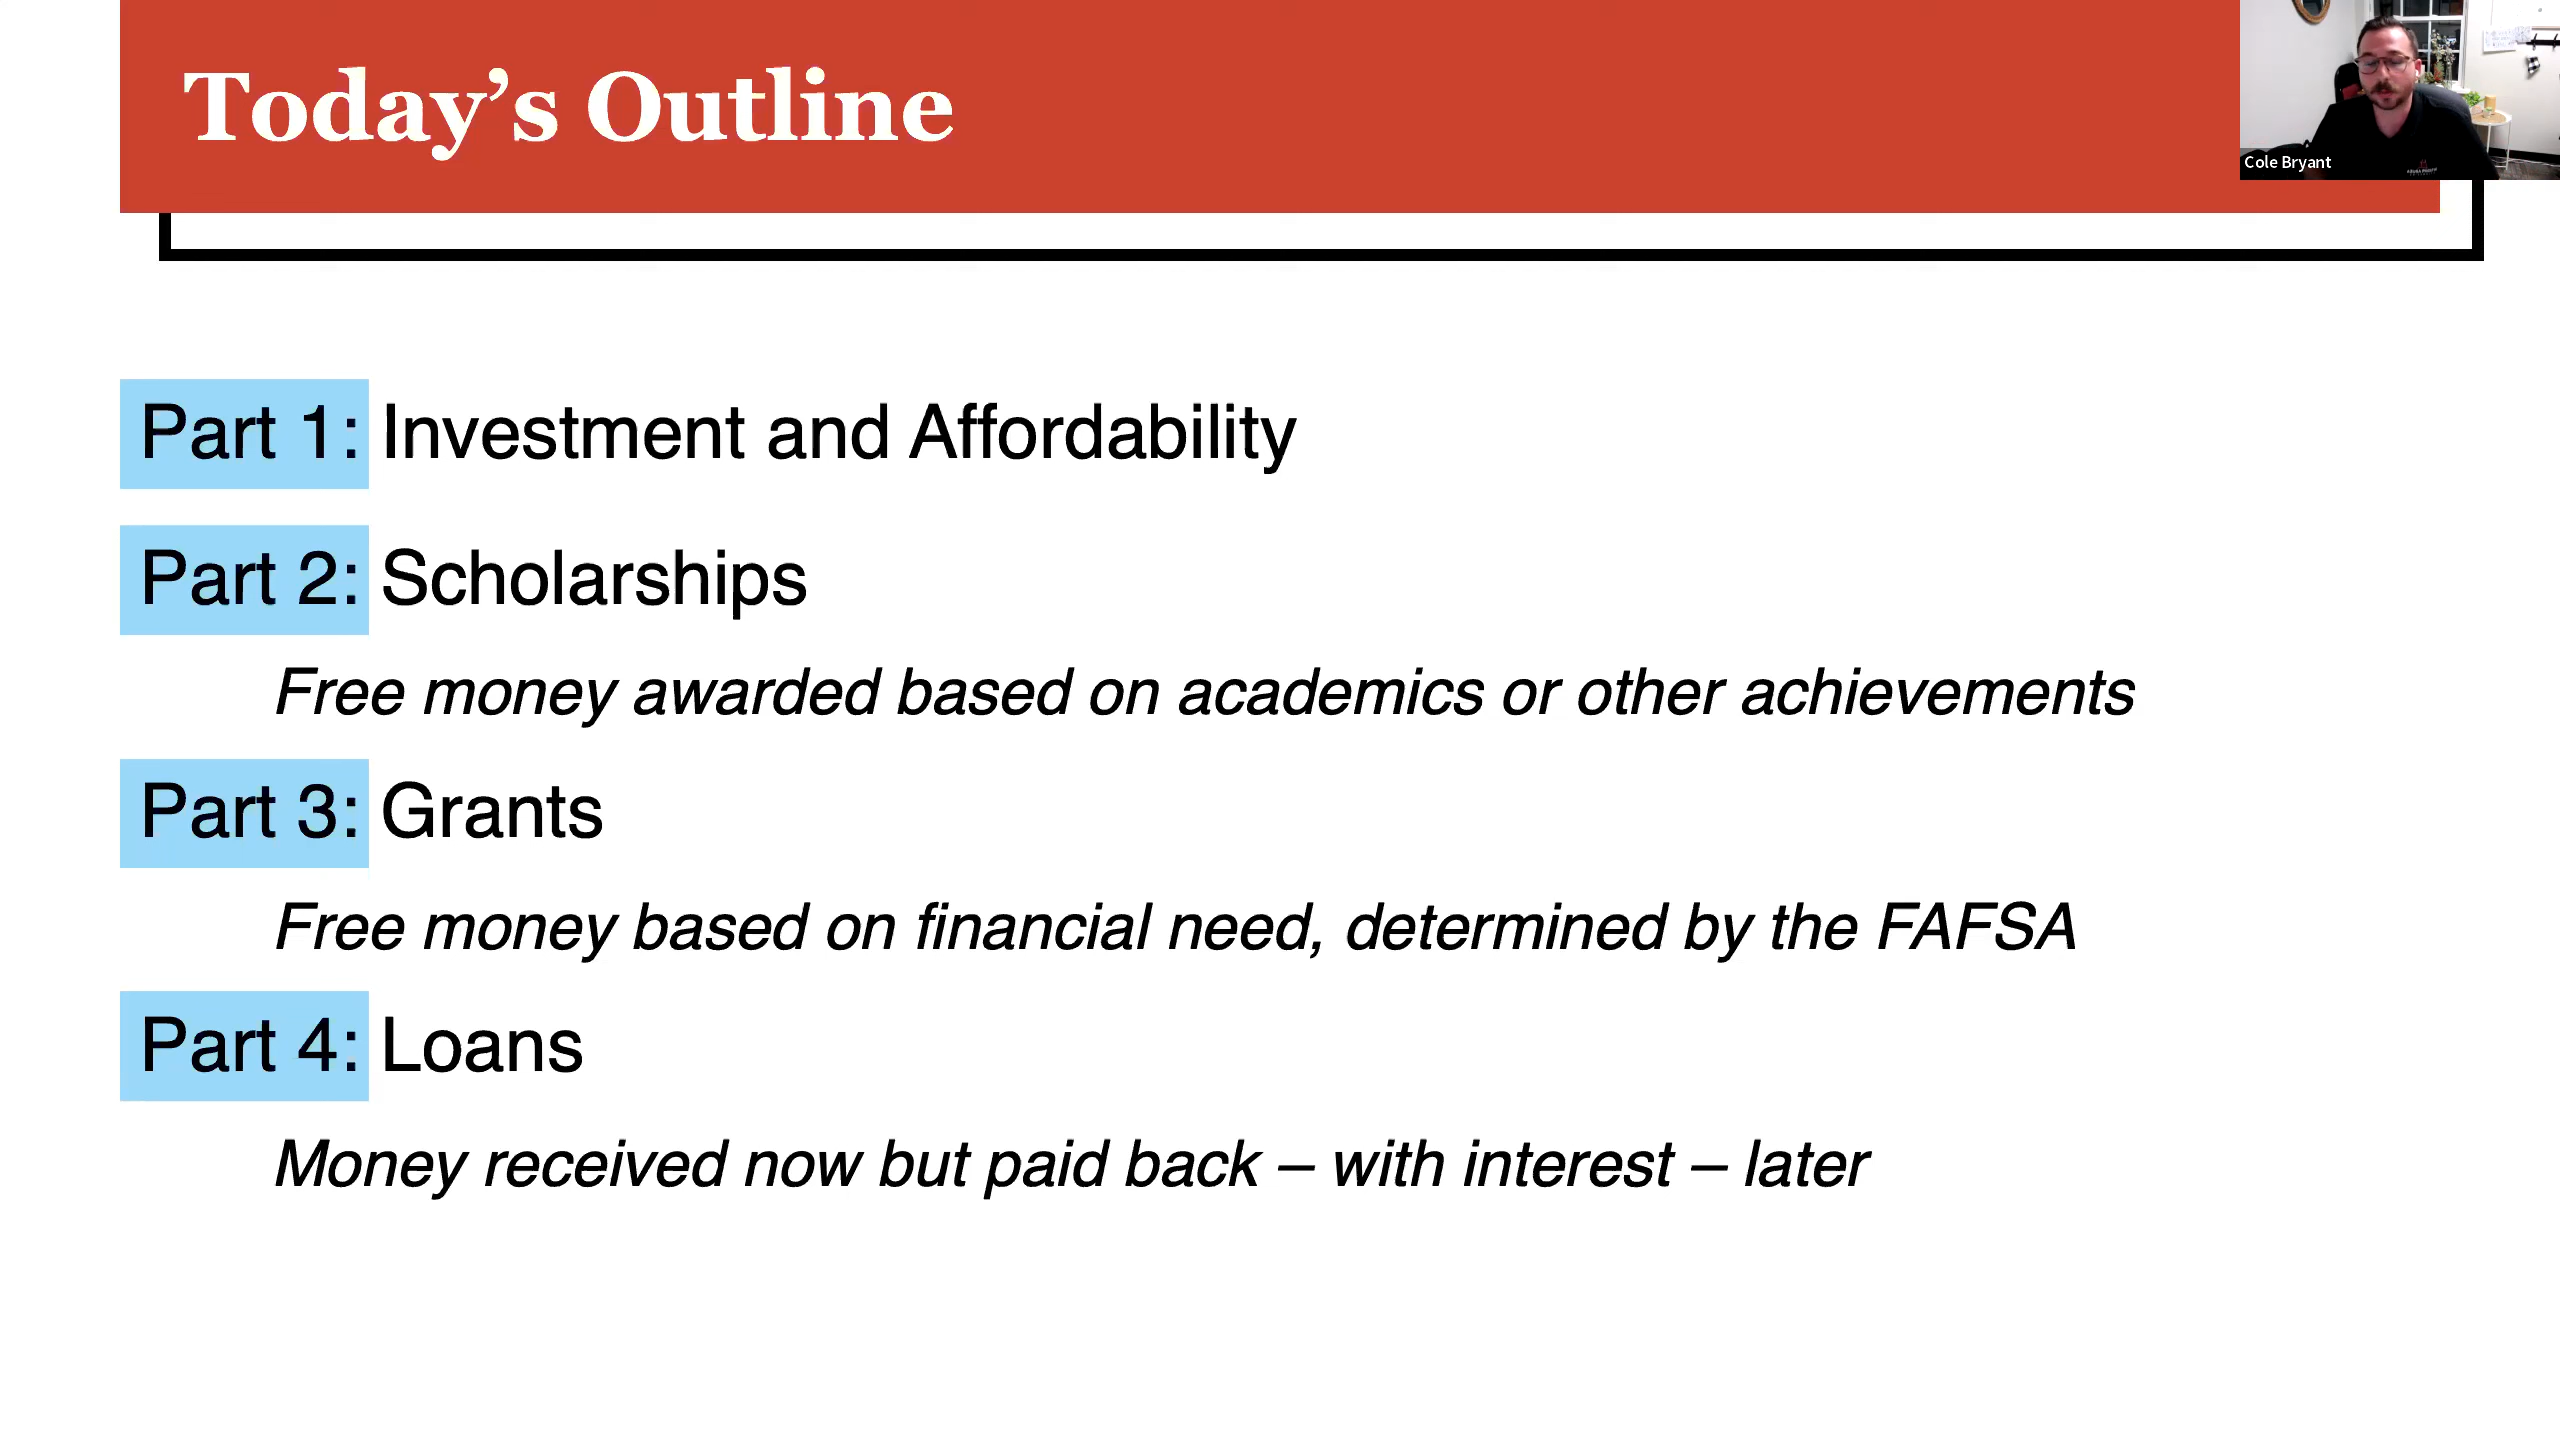 Today’s Outline
Cole Bryant
Part 1: Investment and Affordability
Part 2: Scholarships
Free money awarded based on academics or other achievements
Part 3: Grants
Free money based on financial need, determined by the FAFSA
Part 4: Loans
Money received now but paid back – with interest – later